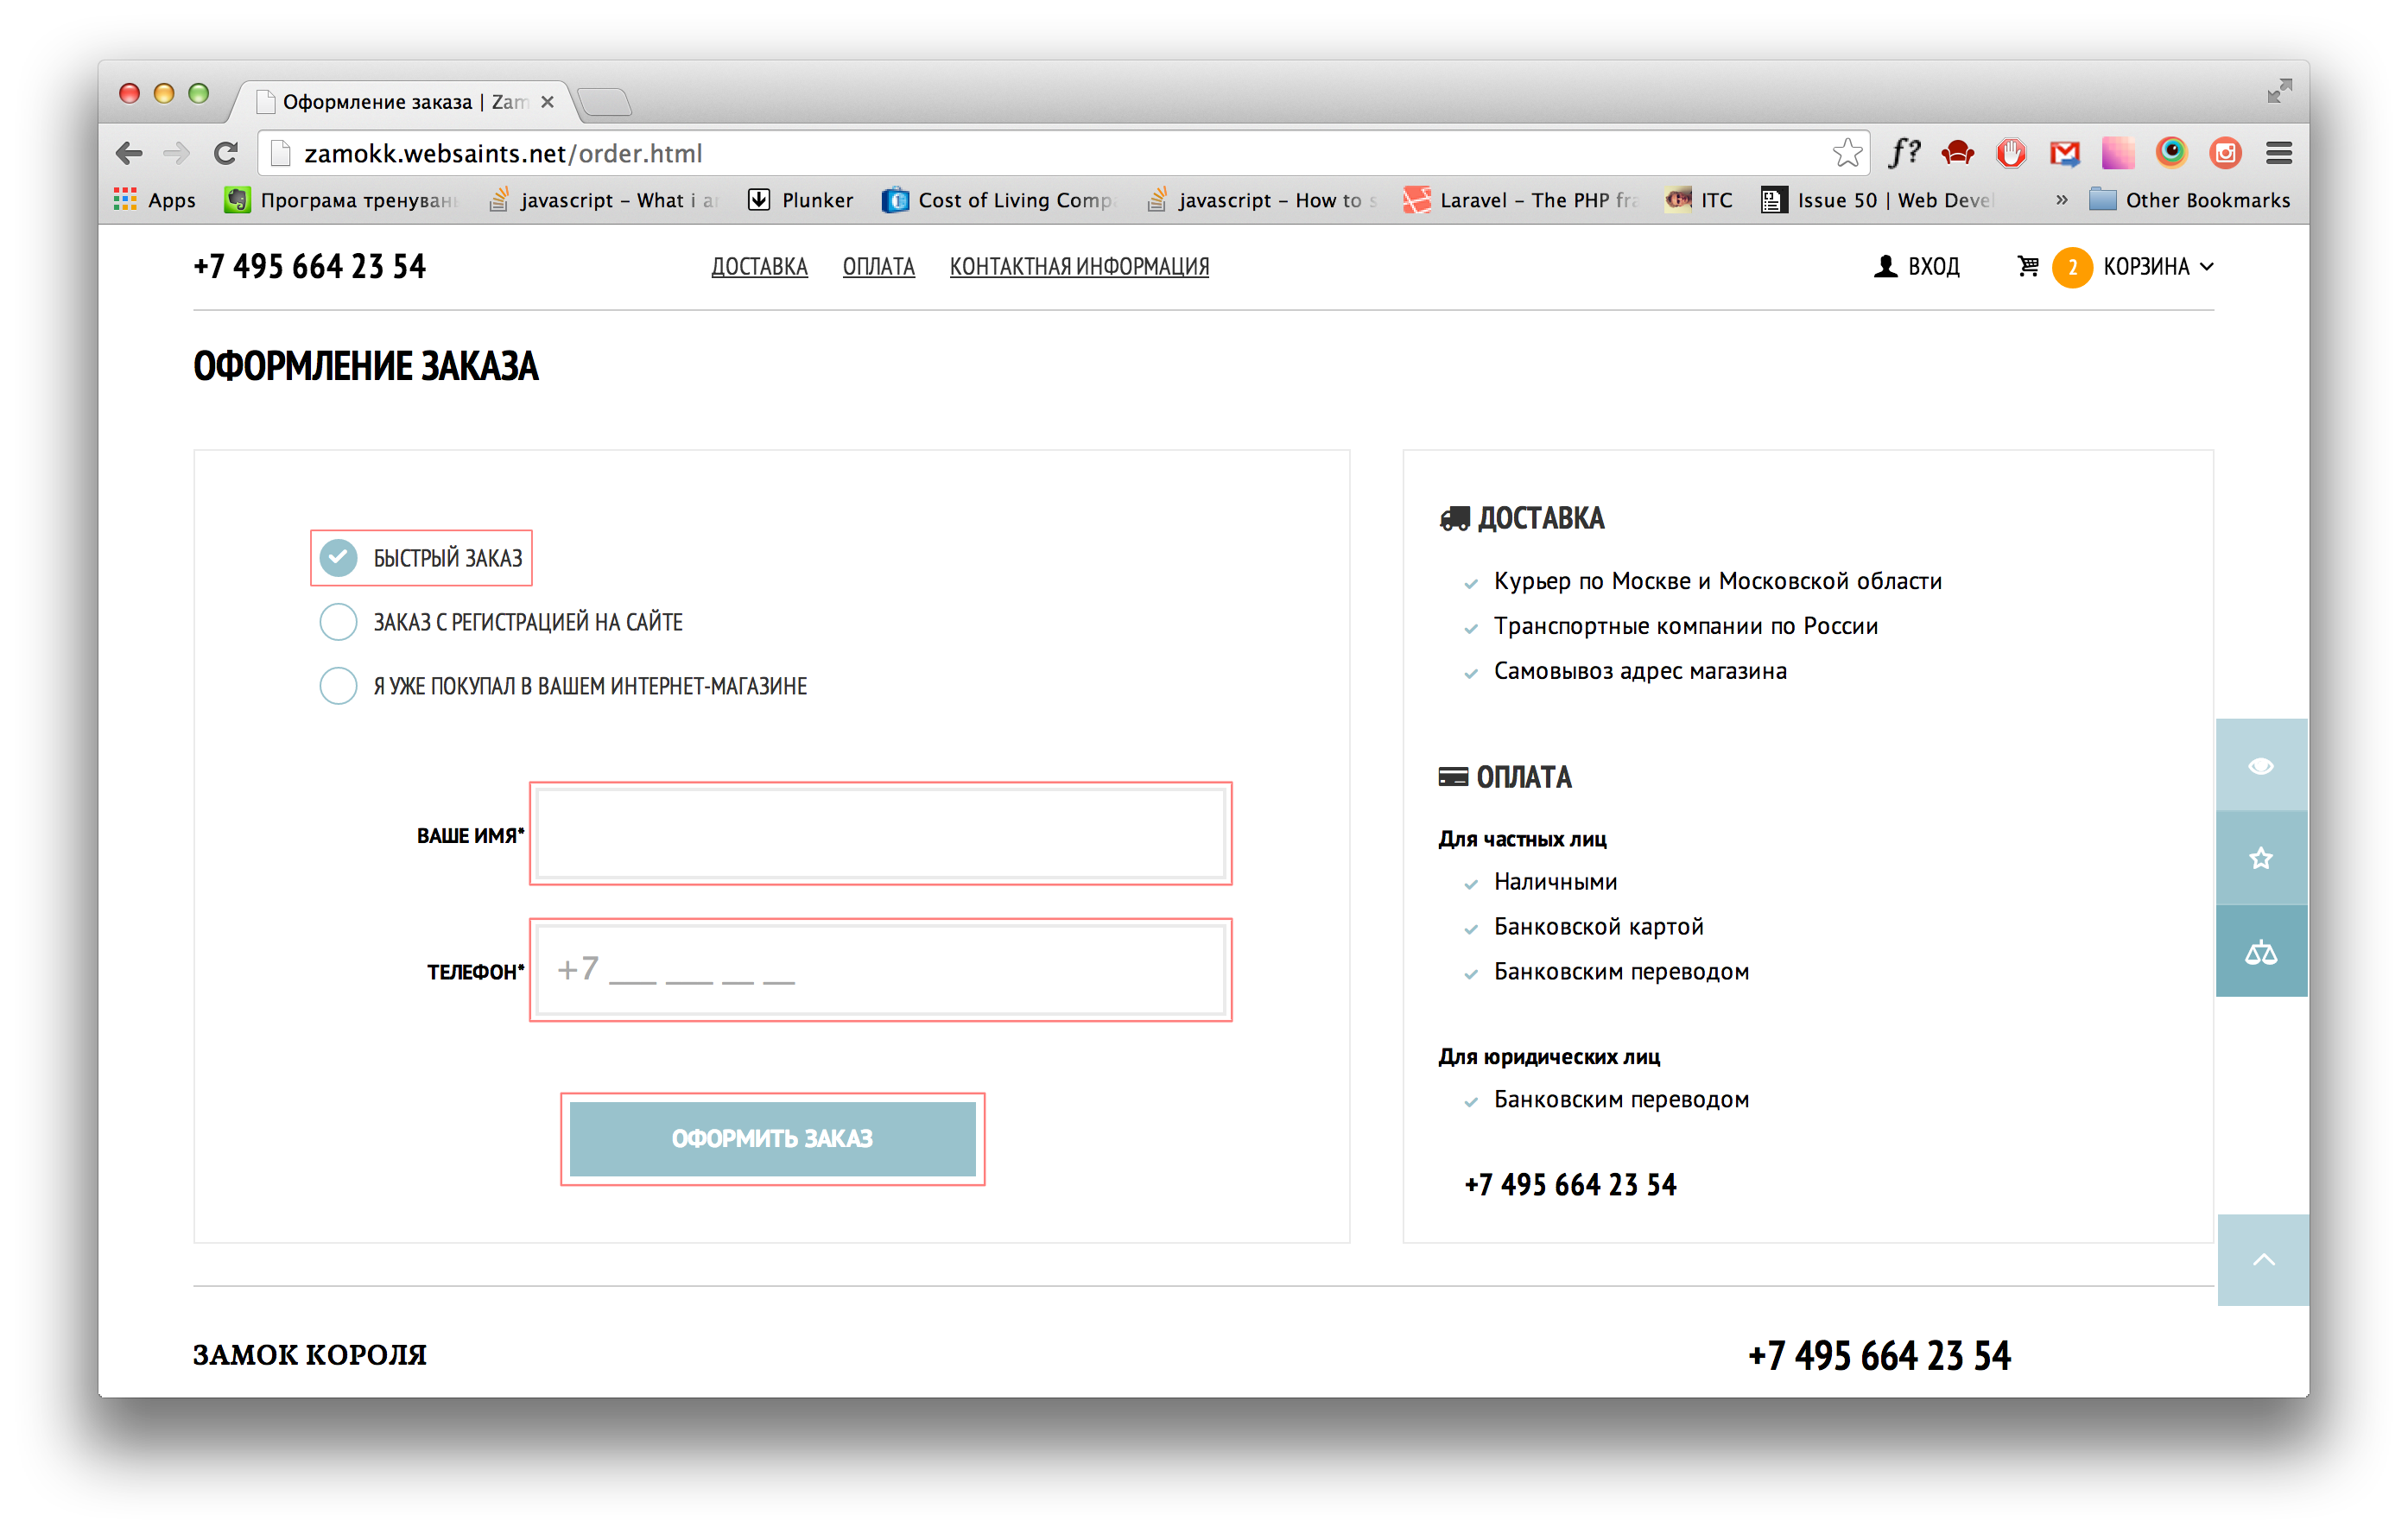 Оформление заказа | Zam
zamokk.websaints.net/order.html
Apps Програма тренувань javascript – What i a Plunker Cost of Living Comp javascript – How to s Laravel – The PHP fra ITC Issue 50 | Web Devel » Other Bookmarks
+7 495 664 23 54 ДОСТАВКА ОПЛАТА КОНТАКТНАЯ ИНФОРМАЦИЯ ВХОД 2 КОРЗИНА
ОФОРМЛЕНИЕ ЗАКАЗА
БЫСТРЫЙ ЗАКАЗ
ЗАКАЗ С РЕГИСТРАЦИЕЙ НА САЙТЕ
Я УЖЕ ПОКУПАЛ В ВАШЕМ ИНТЕРНЕТ-МАГАЗИНЕ
ВАШЕ ИМЯ*
ТЕЛЕФОН* +7 ___ ___ __ __
ОФОРМИТЬ ЗАКАЗ
ДОСТАВКА
Курьер по Москве и Московской области
Транспортные компании по России
Самовывоз адрес магазина
ОПЛАТА
Для частных лиц
Наличными
Банковской картой
Банковским переводом
Для юридических лиц
Банковским переводом
+7 495 664 23 54
ЗАМОК КОРОЛЯ +7 495 664 23 54